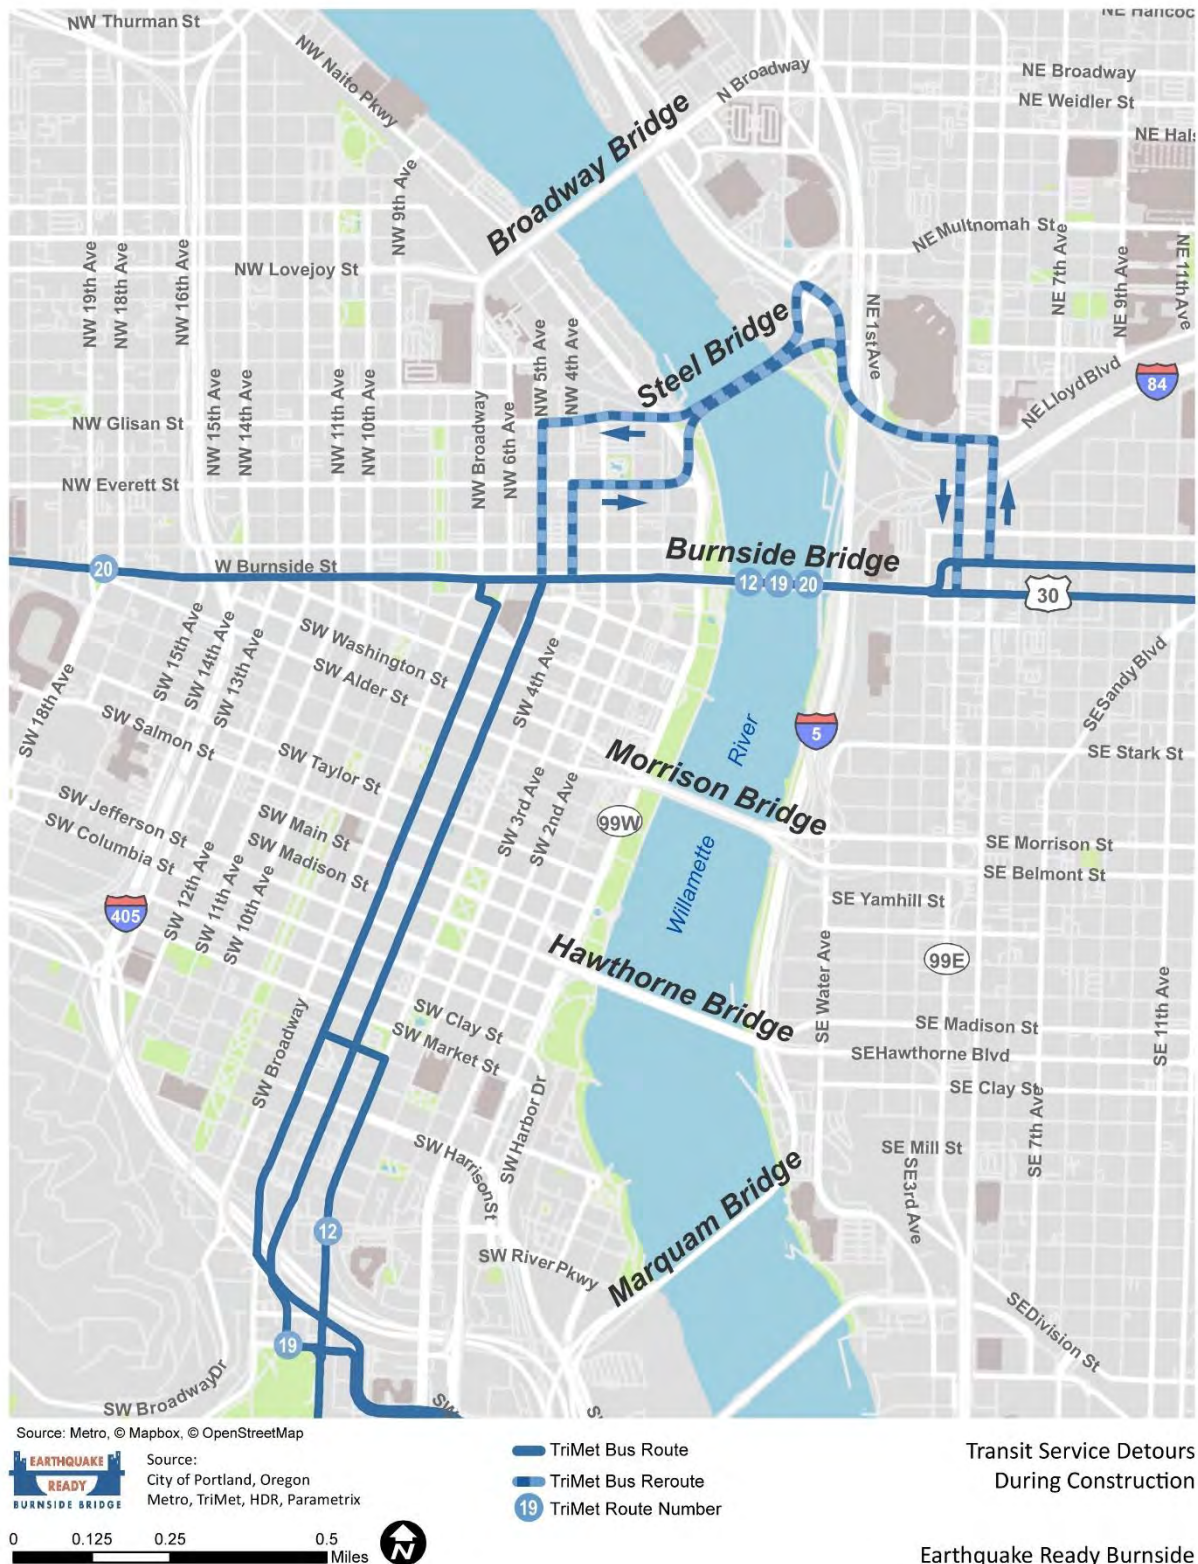 NW Thurman St
NE Hancoc
NW Naito Pkwy
N Broadway
NE Broadway
NE Weidler St
NE Hals
Broadway Bridge
NW 9th Ave
NE Multnomah St
NE 7th Ave
NE 9th Ave
NE 11th Ave
NW 19th Ave
NW 18th Ave
NW 16th Ave
NW Lovejoy St
Steel Bridge
NE 1st Ave
NW 5th Ave
NW 4th Ave
NE Lloyd Blvd
84
NW Glisan St
NW 15th Ave
NW 14th Ave
NW 11th Ave
NW 10th Ave
NW Broadway
NW 6th Ave
NW Everett St
Burnside Bridge
20
W Burnside St
12
19
20
30
SW 15th Ave
SW 14th Ave
SW 13th Ave
SW Washington St
SW Alder St
SW 4th Ave
SE Sandy Blvd
SW 18th Ave
SW Salmon St
SW Taylor St
River
5
SE Stark St
Morrison Bridge
SW Jefferson St
SW Columbia St
SW Main St
SW Madison St
SW 3rd Ave
SW 2nd Ave
99W
SE Morrison St
SE Belmont St
Willamette
SE Yamhill St
405
SW 12th Ave
SW 11th Ave
SW 10th Ave
Hawthorne Bridge
99E
SE Water Ave
SE 11th Ave
SW Broadway
SW Clay St
SW Market St
SE Madison St
SEHawthorne Blvd
SE Clay St
SW Harbor Dr
SE 7th Ave
SW Harrison St
SE Mill St
SE3rd Ave
Marquam Bridge
12
SW River Pkwy
SEDivision St
19
SW BroadwayDr
SW
S
Source: Metro, © Mapbox, © OpenStreetMap
EARTHQUAKE
READY
BURNSIDE BRIDGE
Source:
City of Portland, Oregon
Metro, TriMet, HDR, Parametrix
TriMet Bus Route
TriMet Bus Reroute
19 TriMet Route Number
Transit Service Detours
During Construction
0 0.125 0.25 0.5
Miles
N
Earthquake Ready Burnside